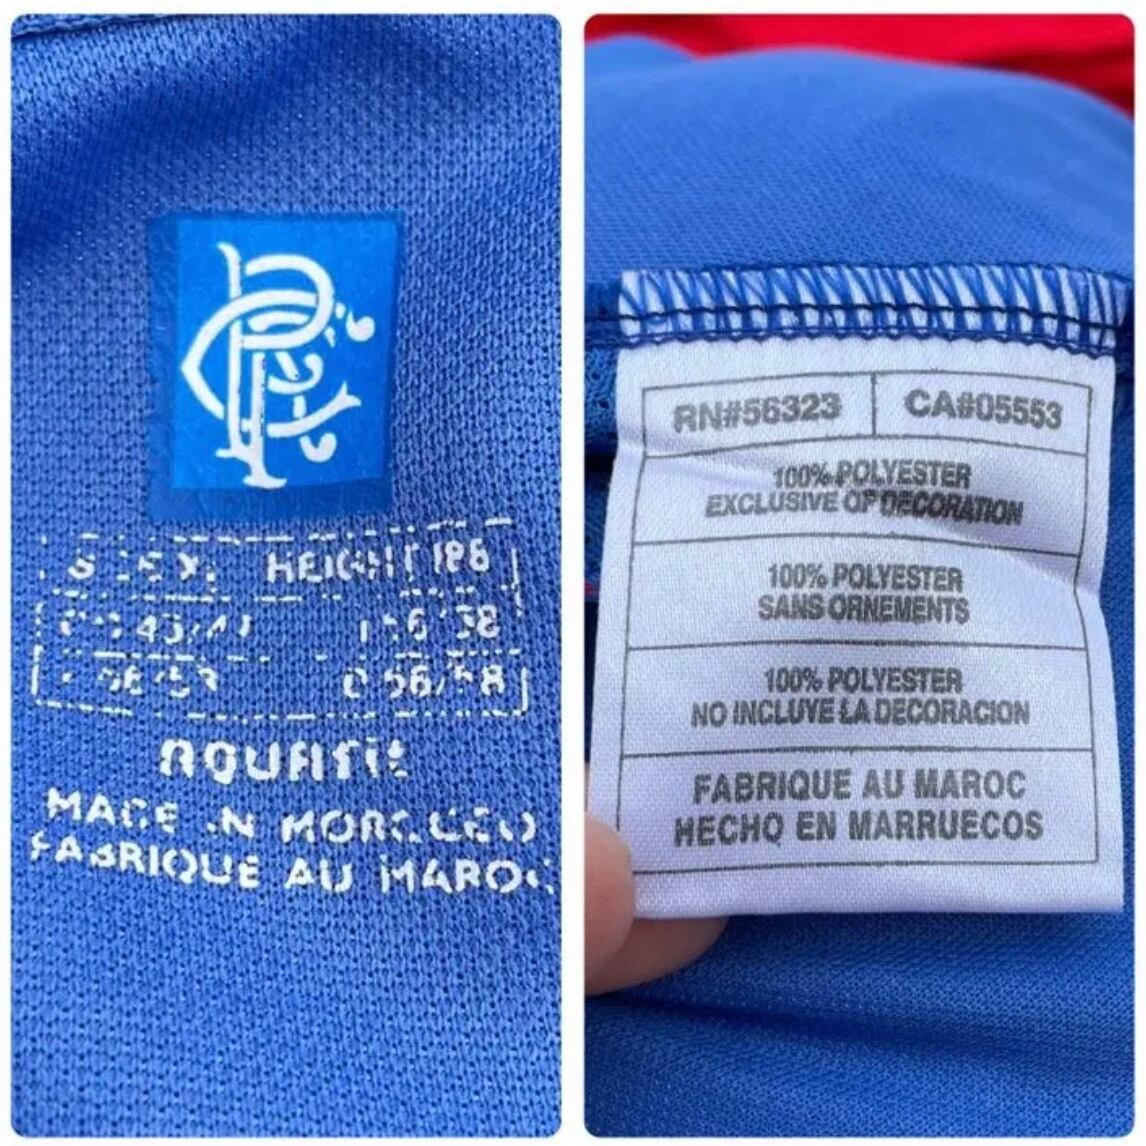 HEIGHT 186
MADE IN MOROCCO
FABRIQUE AU MAROC
RN#56323 CA#05553
100% POLYESTER
EXCLUSIVE OF DECORATION
100% POLYESTER
SANS ORNEMENTS
100% POLYESTER
NO INCLUYE LA DECORACION
FABRIQUE AU MAROC
HECHO EN MARRUECOS